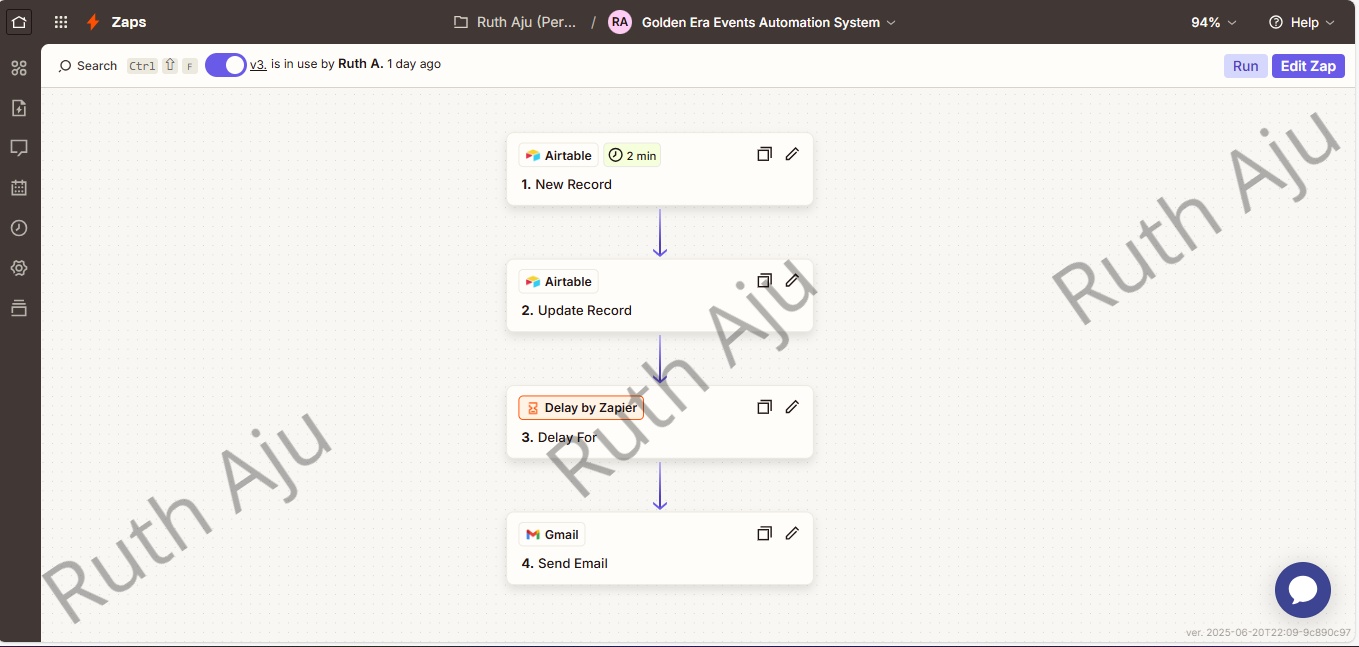 Zaps
Ruth Aju (Per... / RA Golden Era Events Automation System
94%
Help
Search Ctrl ⇧ F
v3. is in use by Ruth A. 1 day ago
Run
Edit Zap
Airtable 2 min
1. New Record
Airtable
2. Update Record
Delay by Zapier
3. Delay For
Gmail
4. Send Email
Ruth Aju
Ruth Aju
Ruth Aju
ver. 2025-06-20T22:09-9c890c97